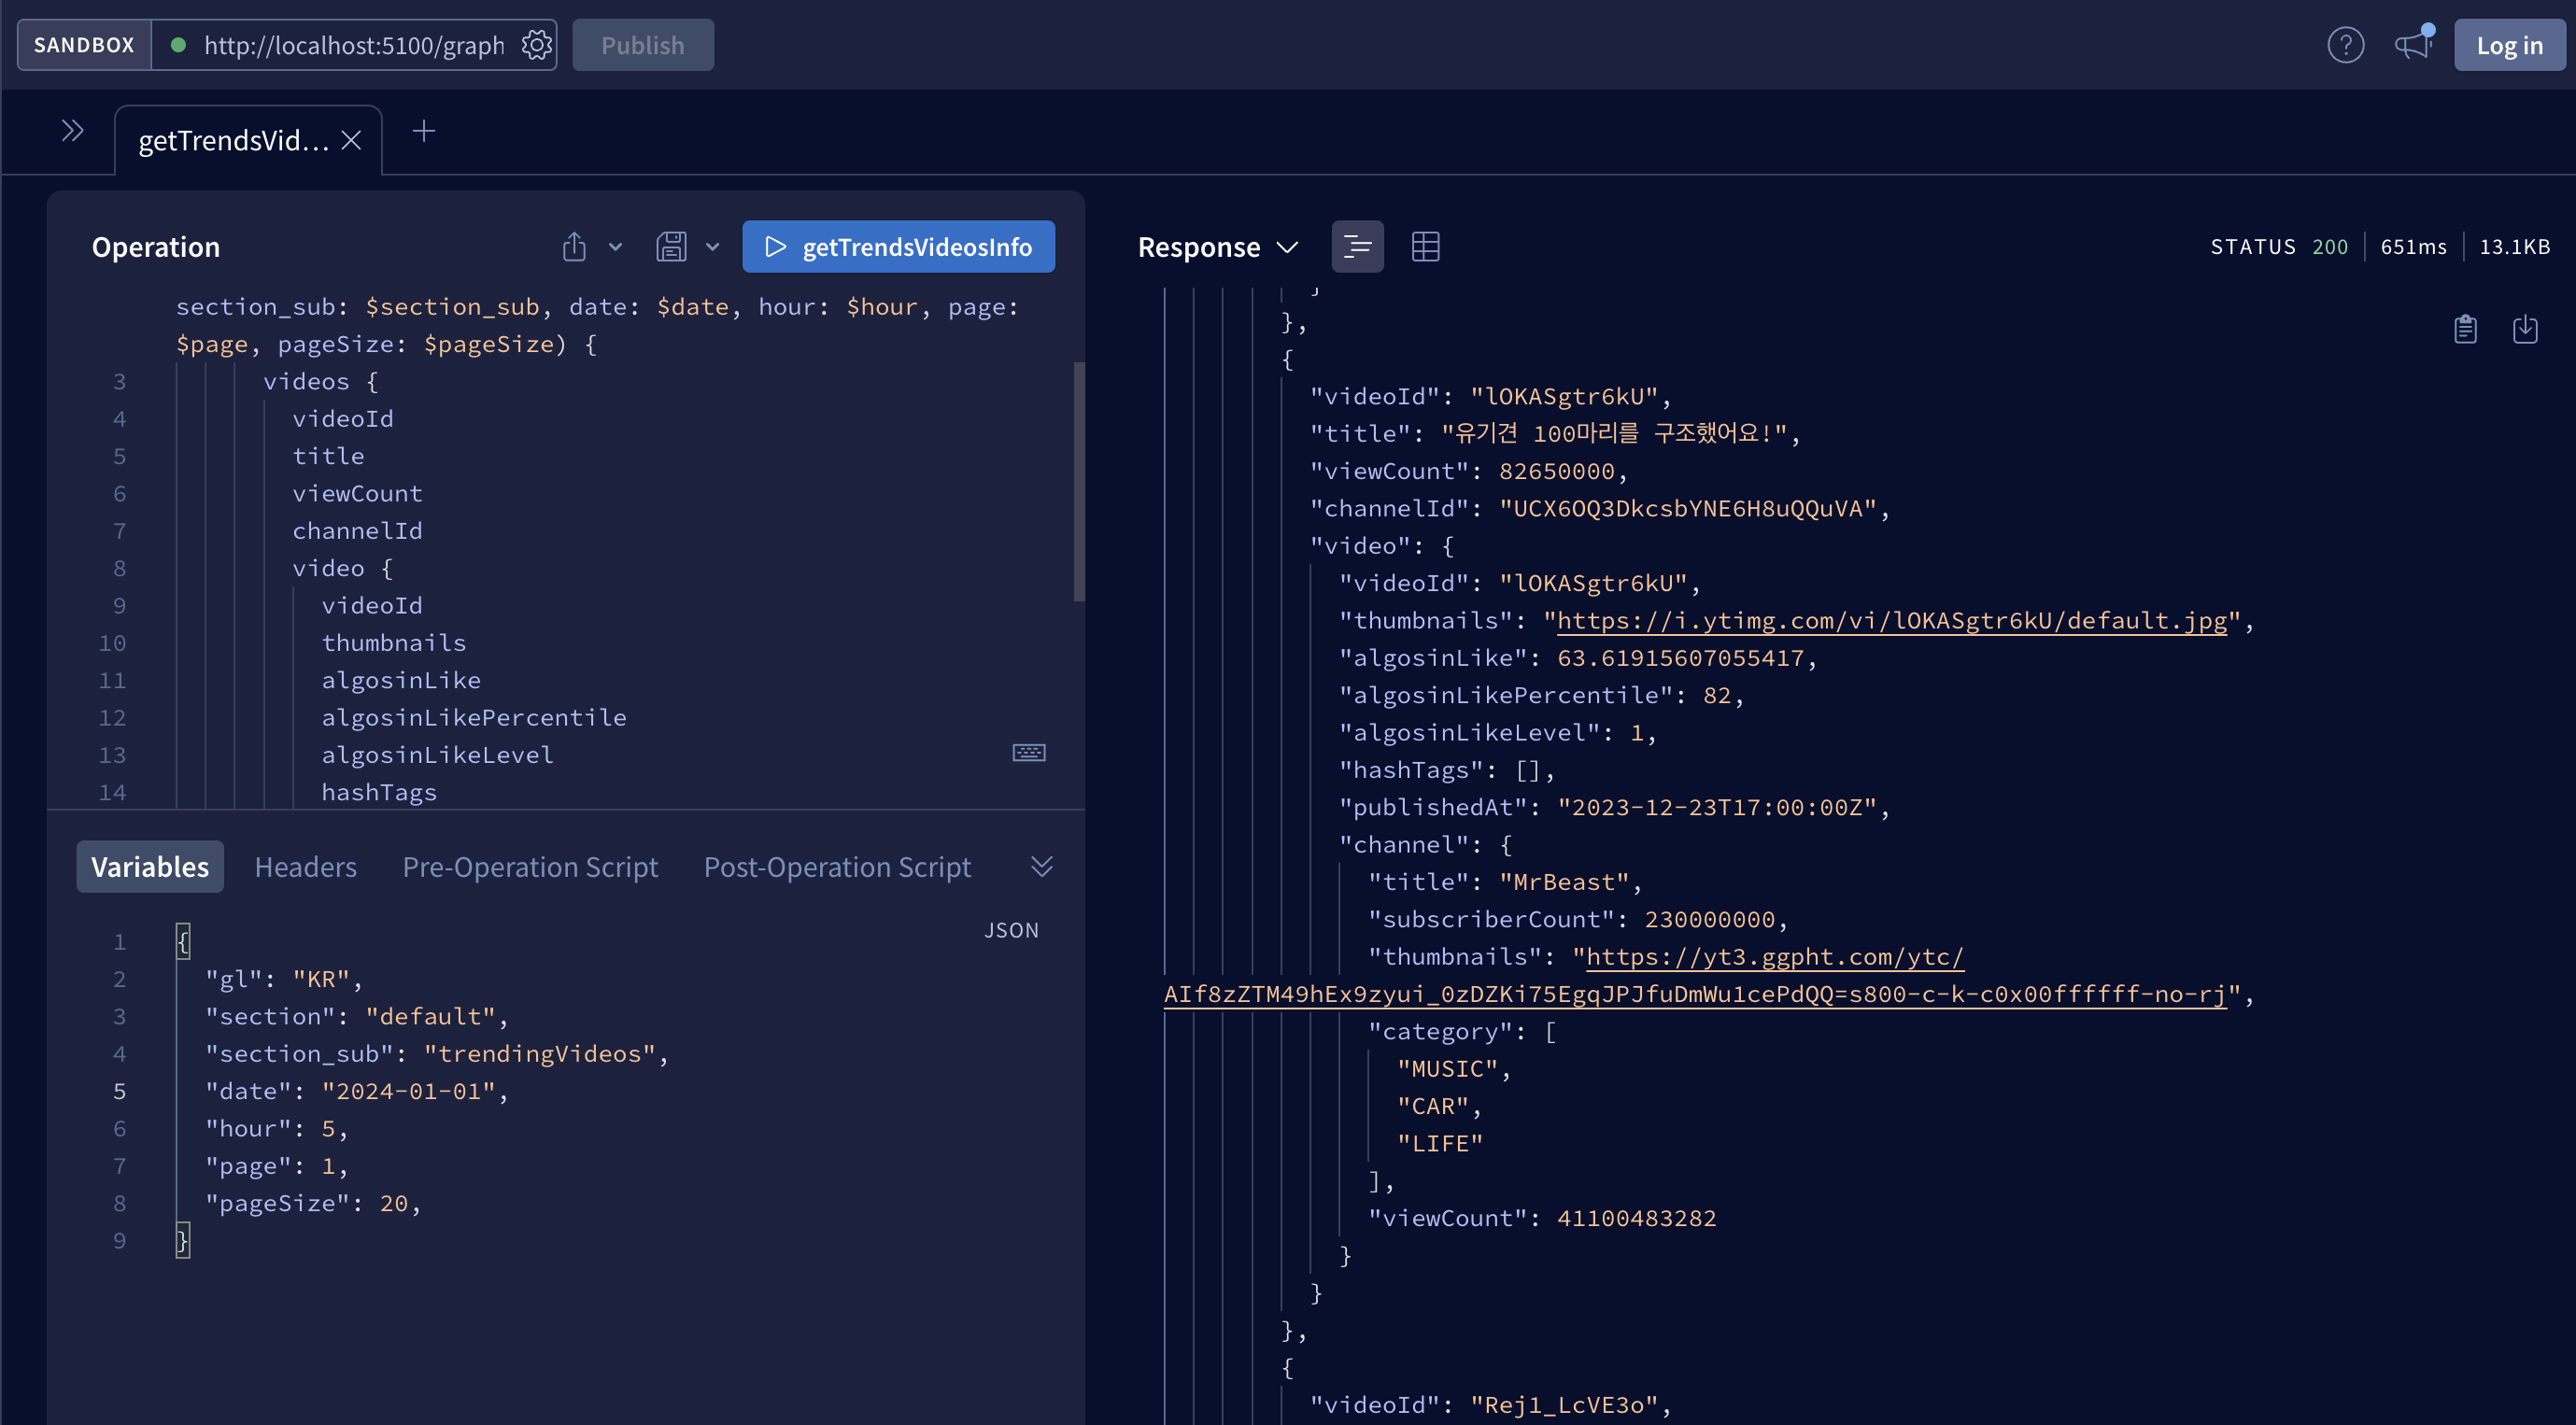 SANDBOX
http://localhost:5100/graph
Publish
Log in
getTrendsVid...
Operation
getTrendsVideosInfo
section_sub: $section_sub, date: $date, hour: $hour, page:
$page, pageSize: $pageSize) {
3 videos {
4 videoId
5 title
6 viewCount
7 channelId
8 video {
9 videoId
10 thumbnails
11 algosinLike
12 algosinLikePercentile
13 algosinLikeLevel
14 hashTags
Variables Headers Pre-Operation Script Post-Operation Script
JSON
1 {
2 "gl": "KR",
3 "section": "default",
4 "section_sub": "trendingVideos",
5 "date": "2024-01-01",
6 "hour": 5,
7 "page": 1,
8 "pageSize": 20,
9 }
Response
STATUS 200 651ms 13.1KB
}
},
{
"videoId": "lOKASgtr6kU",
"title": "유기견 100마리를 구조했어요!",
"viewCount": 82650000,
"channelId": "UCX6OQ3DkcsbYNE6H8uQQuVA",
"video": {
"videoId": "lOKASgtr6kU",
"thumbnails": "https://i.ytimg.com/vi/lOKASgtr6kU/default.jpg",
"algosinLike": 63.61915607055417,
"algosinLikePercentile": 82,
"algosinLikeLevel": 1,
"hashTags": [],
"publishedAt": "2023-12-23T17:00:00Z",
"channel": {
"title": "MrBeast",
"subscriberCount": 230000000,
"thumbnails": "https://yt3.ggpht.com/ytc/
AIf8zZTM49hEx9zyui_0zDZKi75EgqJPJfuDmWu1cePdQQ=s800-c-k-c0x00ffffff-no-rj",
"category": [
"MUSIC",
"CAR",
"LIFE"
],
"viewCount": 41100483282
}
}
},
{
"videoId": "Rej1_LcVE3o",